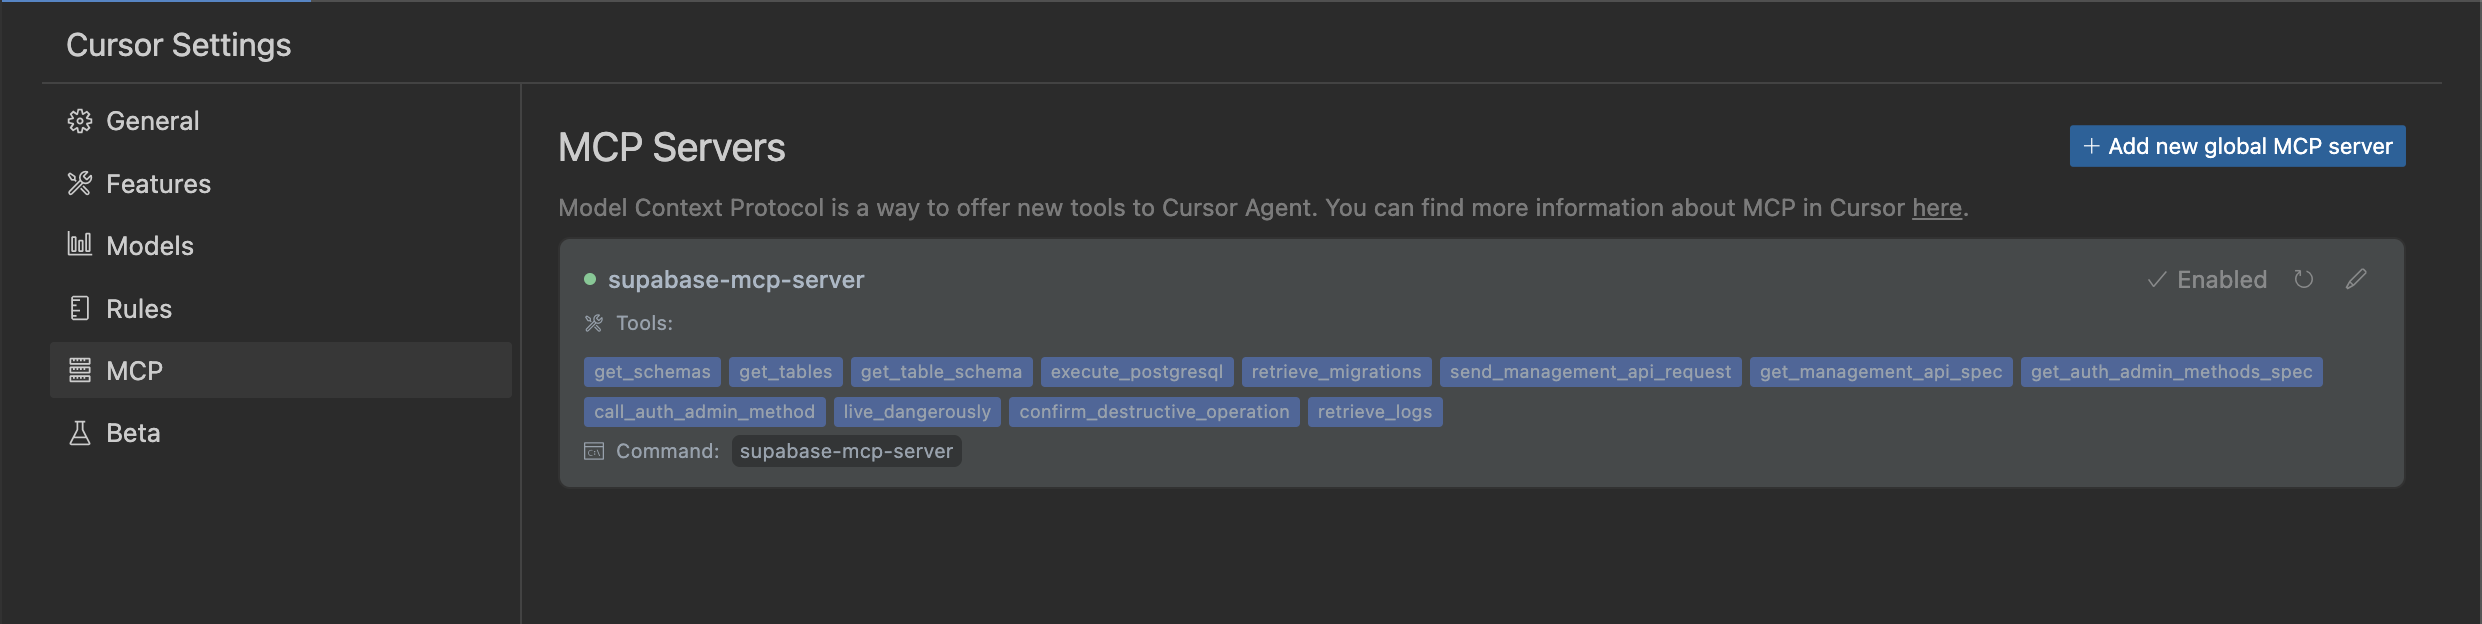 Cursor Settings
General
Features
Models
Rules
MCP
Beta
MCP Servers
+ Add new global MCP server
Model Context Protocol is a way to offer new tools to Cursor Agent. You can find more information about MCP in Cursor here.
supabase-mcp-server
Enabled
Tools:
get_schemas get_tables get_table_schema execute_postgresql retrieve_migrations send_management_api_request get_management_api_spec get_auth_admin_methods_spec
call_auth_admin_method live_dangerously confirm_destructive_operation retrieve_logs
Command: supabase-mcp-server